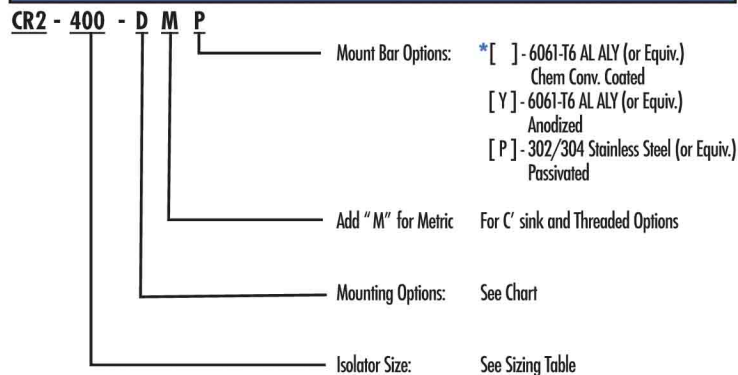 CR2 - 400 - D M P
Mount Bar Options: *[ ] - 6061-T6 AL ALY (or Equiv.)
Chem Conv. Coated
[ Y ] - 6061-T6 AL ALY (or Equiv.)
Anodized
[ P ] - 302/304 Stainless Steel (or Equiv.)
Passivated
Add "M" for Metric For C' sink and Threaded Options
Mounting Options: See Chart
Isolator Size: See Sizing Table